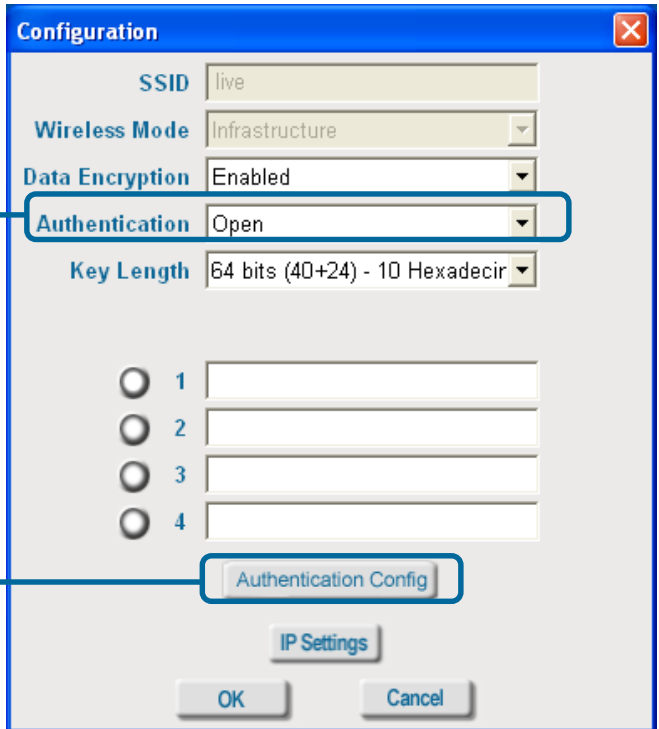 Configuration
SSID live
Wireless Mode Infrastructure
Data Encryption Enabled
Authentication Open
Key Length 64 bits (40+24) - 10 Hexadecir
1
2
3
4
Authentication Config
IP Settings
OK Cancel